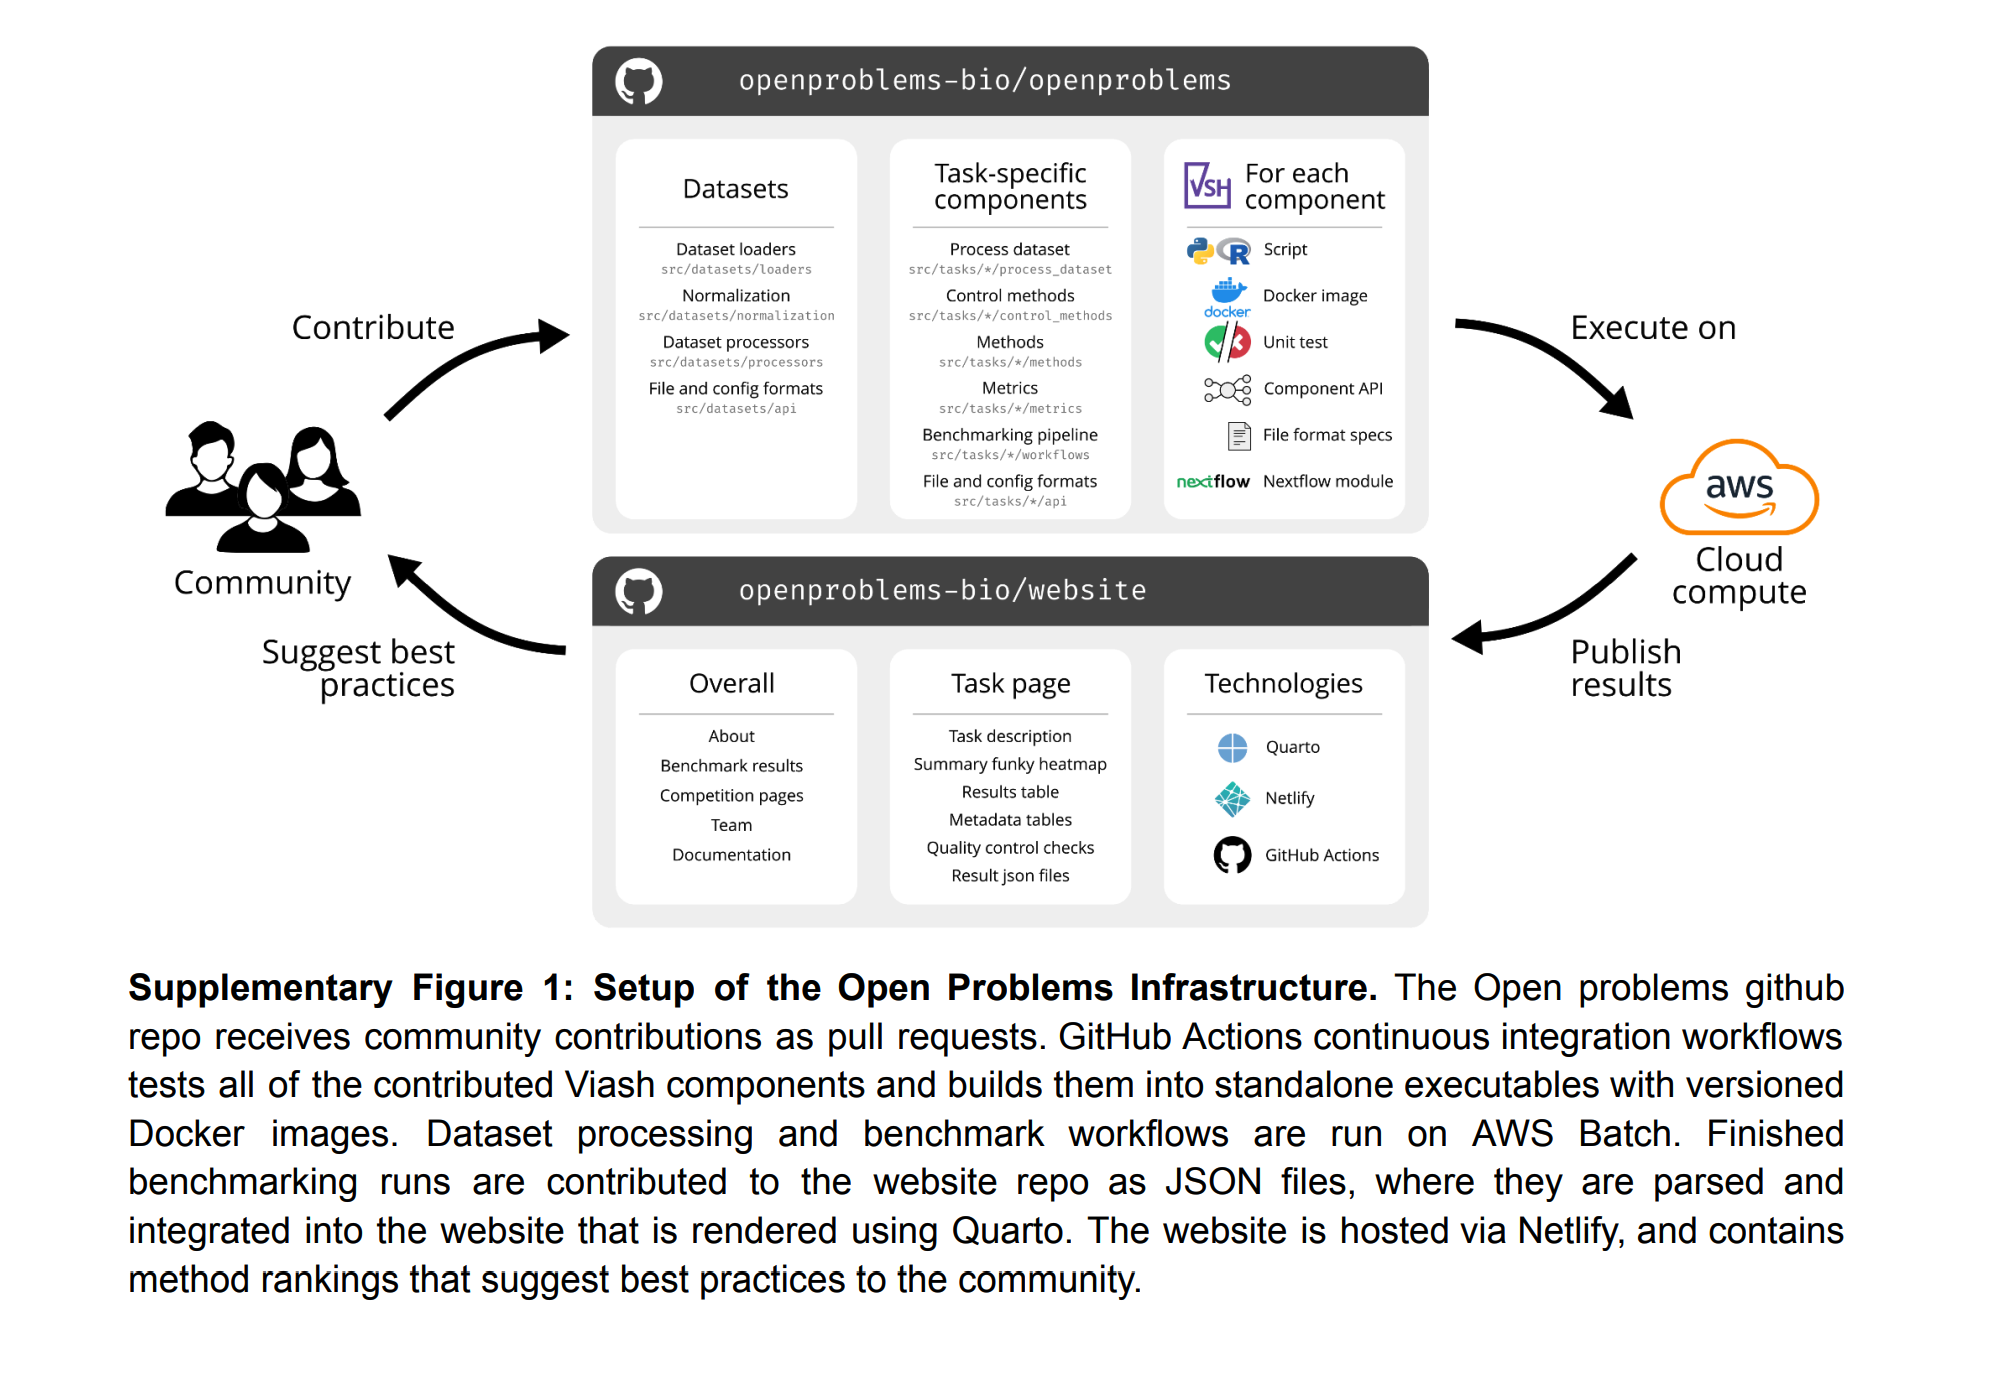 openproblems-bio/openproblems
Datasets
Dataset loaders
src/datasets/loaders
Normalization
src/datasets/normalization
Dataset processors
src/datasets/processors
File and config formats
src/datasets/api
Task-specific
components
Process dataset
src/tasks/*/process_dataset
Control methods
src/tasks/*/control_methods
Methods
src/tasks/*/methods
Metrics
src/tasks/*/metrics
Benchmarking pipeline
src/tasks/*/workflows
File and config formats
src/tasks/*/api
VSH
For each
component
R Script
docker Docker image
Unit test
Component API
File format specs
nextflow Nextflow module
Contribute
Execute on
Community
aws
Cloud
compute
Suggest best
practices
Publish
results
openproblems-bio/website
Overall
About
Benchmark results
Competition pages
Team
Documentation
Task page
Task description
Summary funky heatmap
Results table
Metadata tables
Quality control checks
Result json files
Technologies
Quarto
Netlify
GitHub Actions
Supplementary Figure 1: Setup of the Open Problems Infrastructure. The Open problems github
repo receives community contributions as pull requests. GitHub Actions continuous integration workflows
tests all of the contributed Viash components and builds them into standalone executables with versioned
Docker images. Dataset processing and benchmark workflows are run on AWS Batch. Finished
benchmarking runs are contributed to the website repo as JSON files, where they are parsed and
integrated into the website that is rendered using Quarto. The website is hosted via Netlify, and contains
method rankings that suggest best practices to the community.